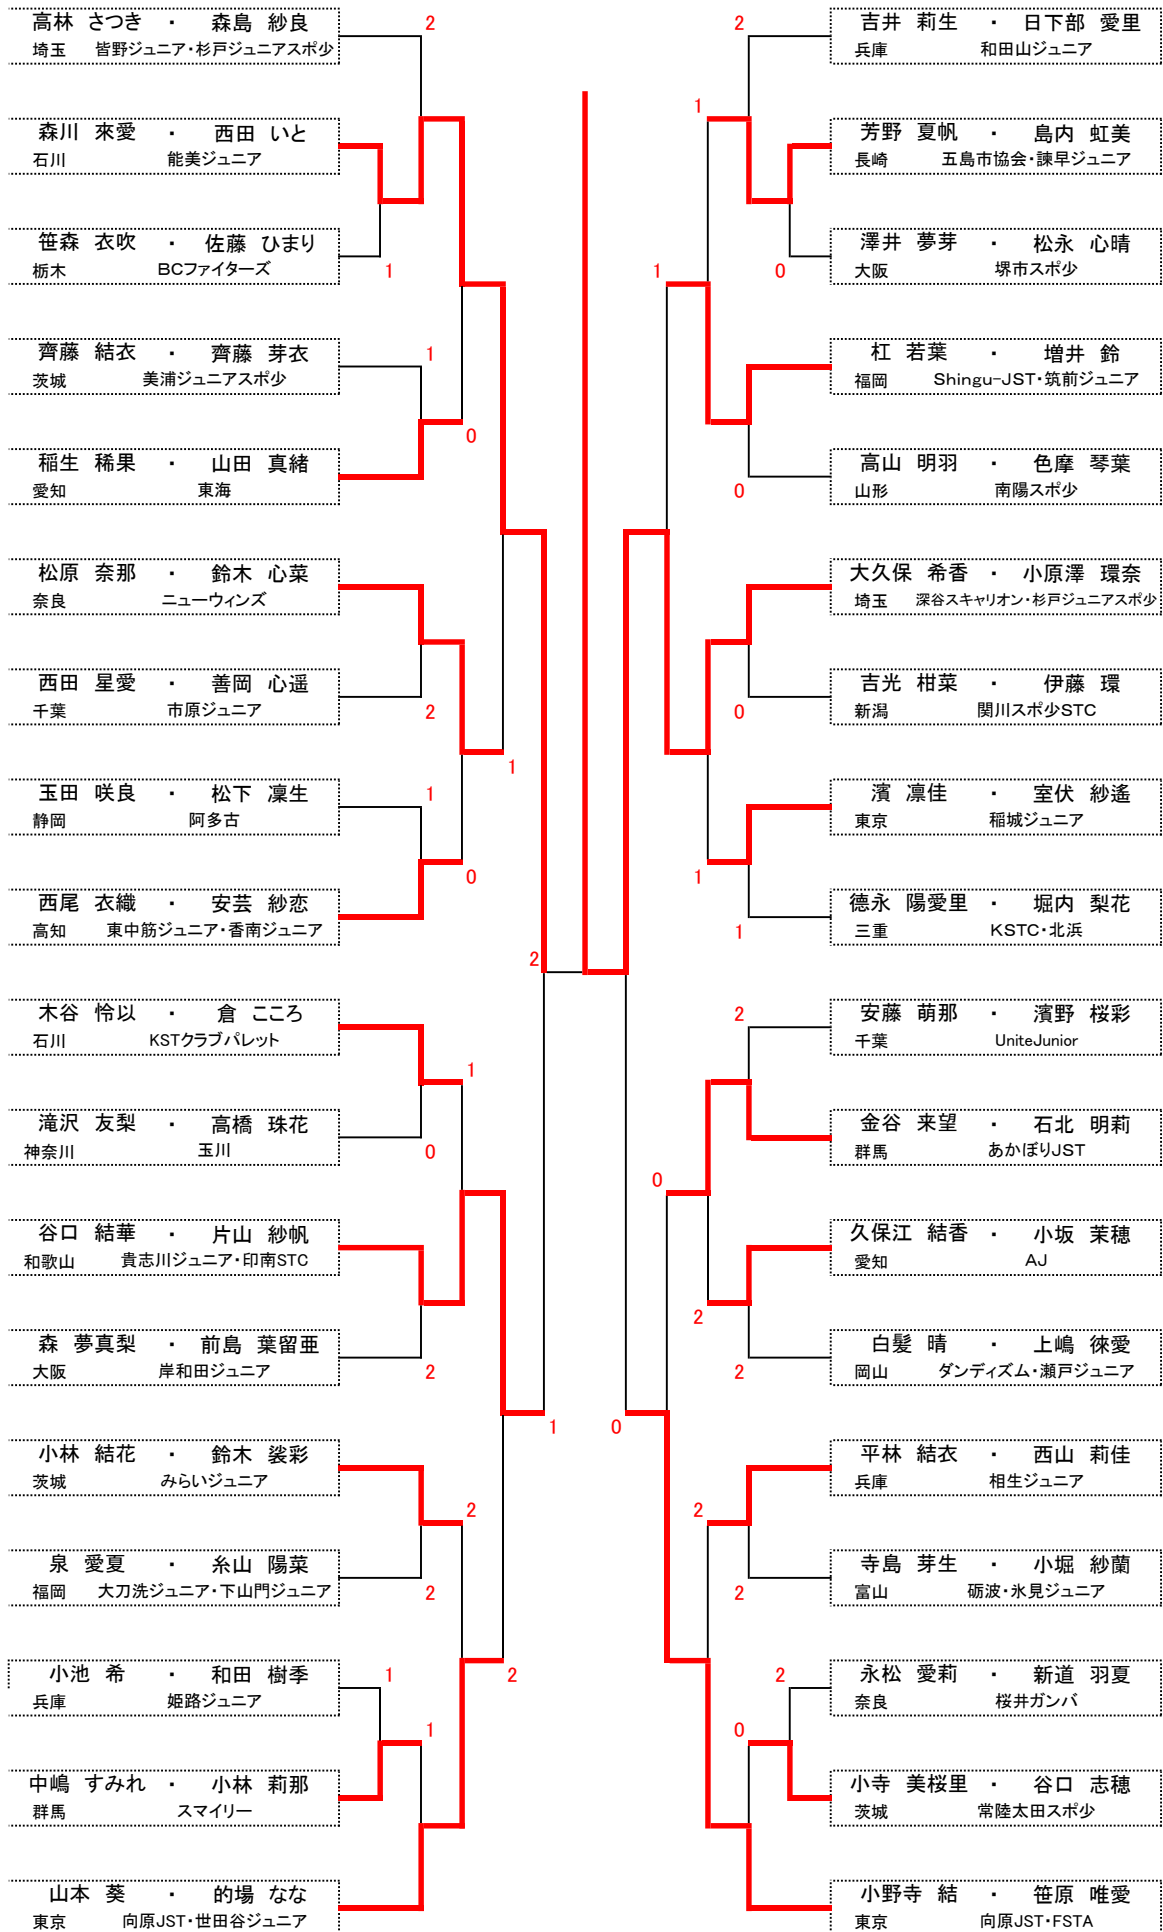 高林 さつき ・ 森島 紗良
埼玉 皆野ジュニア・杉戸ジュニアスポ少
2
森川 來愛 ・ 西田 いと
石川 能美ジュニア
笹森 衣吹 ・ 佐藤 ひまり
栃木 BCファイターズ
1
齊藤 結衣 ・ 齊藤 芽衣
茨城 美浦ジュニアスポ少
1
0
稲生 稀果 ・ 山田 真緒
愛知 東海
松原 奈那 ・ 鈴木 心菜
奈良 ニューウィンズ
西田 星愛 ・ 善岡 心遥
千葉 市原ジュニア
2
1
玉田 咲良 ・ 松下 凜生
静岡 阿多古
1
0
西尾 衣織 ・ 安芸 紗恋
高知 東中筋ジュニア・香南ジュニア
2
木谷 怜以 ・ 倉 こころ
石川 KSTクラブパレット
1
滝沢 友梨 ・ 高橋 珠花
神奈川 玉川
0
谷口 結華 ・ 片山 紗帆
和歌山 貴志川ジュニア・印南STC
森 夢真梨 ・ 前島 葉留亜
大阪 岸和田ジュニア
2
1
小林 結花 ・ 鈴木 裟彩
茨城 みらいジュニア
2
泉 愛夏 ・ 糸山 陽菜
福岡 大刀洗ジュニア・下山門ジュニア
2
小池 希 ・ 和田 樹季
兵庫 姫路ジュニア
1
2
1
中嶋 すみれ ・ 小林 莉那
群馬 スマイリー
山本 葵 ・ 的場 なな
東京 向原JST・世田谷ジュニア
2
吉井 莉生 ・ 日下部 愛里
兵庫 和田山ジュニア
1
芳野 夏帆 ・ 島内 虹美
長崎 五島市協会・諫早ジュニア
澤井 夢芽 ・ 松永 心晴
大阪 堺市スポ少
1
0
杠 若葉 ・ 増井 鈴
福岡 Shingu-JST・筑前ジュニア
高山 明羽 ・ 色摩 琴葉
山形 南陽スポ少
0
大久保 希香 ・ 小原澤 環奈
埼玉 深谷スキャリオン・杉戸ジュニアスポ少
吉光 柑菜 ・ 伊藤 環
新潟 関川スポ少STC
0
濱 凛佳 ・ 室伏 紗遙
東京 稲城ジュニア
1
徳永 陽愛里 ・ 堀内 梨花
三重 KSTC・北浜
1
安藤 萌那 ・ 濱野 桜彩
千葉 UniteJunior
2
金谷 来望 ・ 石北 明莉
群馬 あかぼりJST
0
久保江 結香 ・ 小坂 茉穂
愛知 AJ
2
白髪 晴 ・ 上嶋 徠愛
岡山 ダンディズム・瀬戸ジュニア
2
0
平林 結衣 ・ 西山 莉佳
兵庫 相生ジュニア
2
寺島 芽生 ・ 小堀 紗蘭
富山 砺波・氷見ジュニア
2
永松 愛莉 ・ 新道 羽夏
奈良 桜井ガンバ
2
0
小寺 美桜里 ・ 谷口 志穂
茨城 常陸太田スポ少
小野寺 結 ・ 笹原 唯愛
東京 向原JST・FSTA